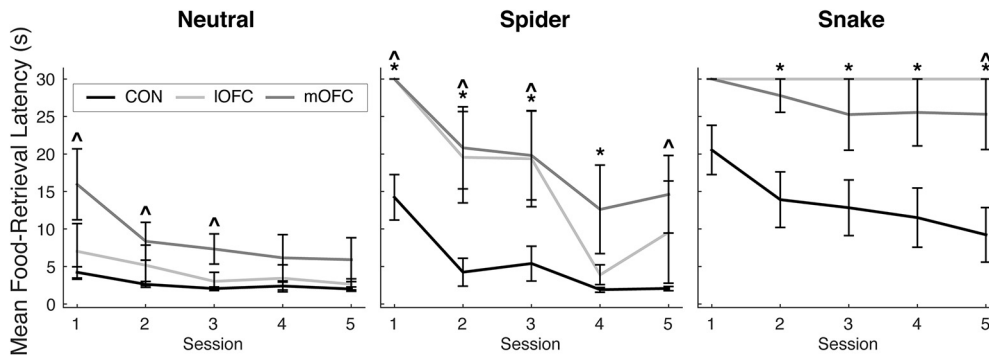 Neutral
Spider
Snake
Mean Food-Retrieval Latency (s)
30
25
20
15
10
5
0
CON lOFC mOFC
^
^
^
^
*
^
*
^
*
*
^
*
*
*
^
*
1 2 3 4 5
1 2 3 4 5
1 2 3 4 5
Session
Session
Session